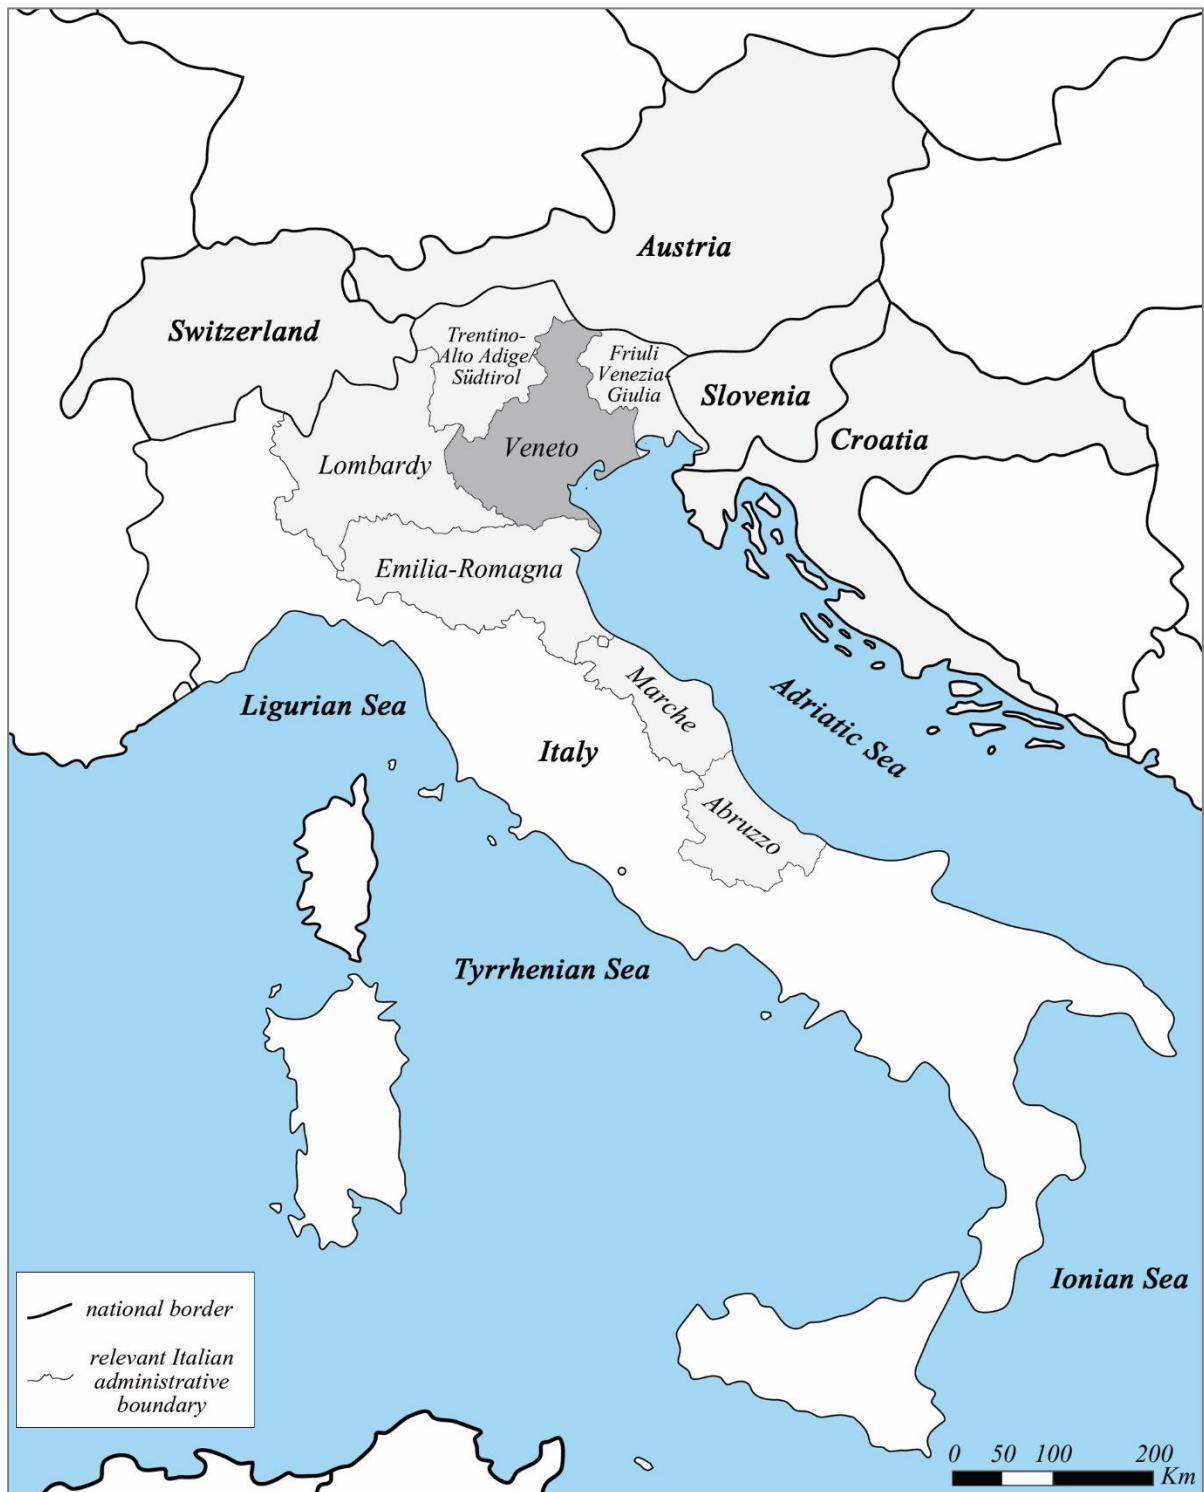 Austria
Switzerland
Trentino-
Alto Adige/
Südtirol
Friuli
Venezia-
Giulia
Slovenia
Croatia
Veneto
Lombardy
Emilia-Romagna
Marche
Adriatic Sea
Ligurian Sea
Italy
Abruzzo
Tyrrhenian Sea
Ionian Sea
national border
relevant Italian
administrative
boundary
0 50 100 200
Km